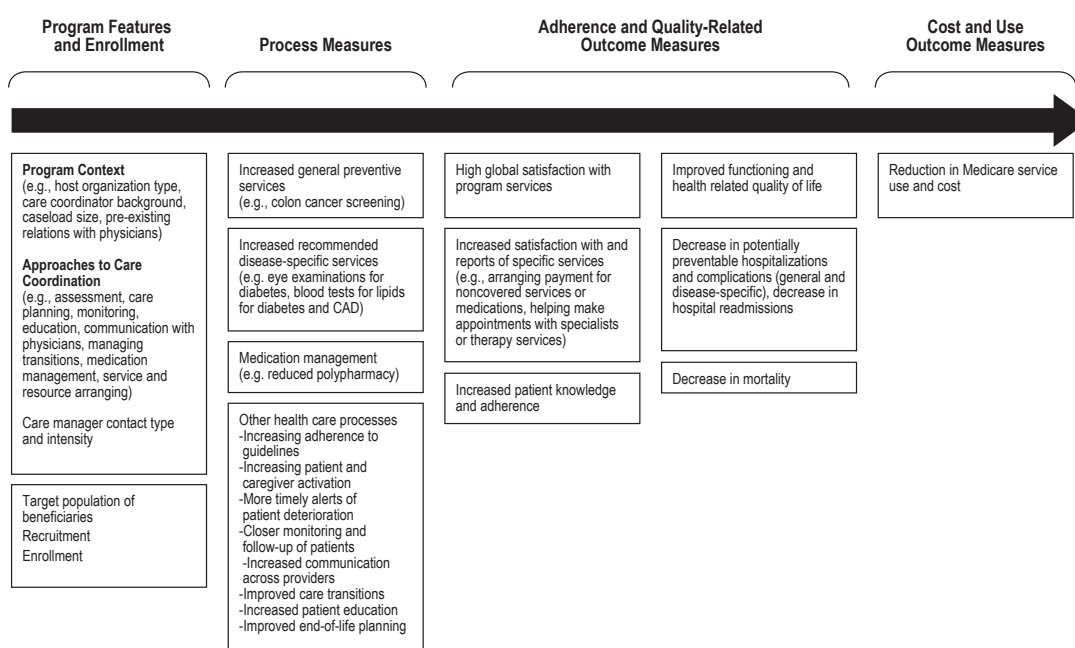 Program Features
and Enrollment
Process Measures
Adherence and Quality-Related
Outcome Measures
Cost and Use
Outcome Measures
Program Context
(e.g., host organization type,
care coordinator background,
caseload size, pre-existing
relations with physicians)
Approaches to Care
Coordination
(e.g., assessment, care
planning, monitoring,
education, communication with
physicians, managing
transitions, medication
management, service and
resource arranging)
Care manager contact type
and intensity
Target population of
beneficiaries
Recruitment
Enrollment
Increased general preventive
services
(e.g., colon cancer screening)
Increased recommended
disease-specific services
(e.g. eye examinations for
diabetes, blood tests for lipids
for diabetes and CAD)
Medication management
(e.g. reduced polypharmacy)
Other health care processes
-Increasing adherence to
guidelines
-Increasing patient and
caregiver activation
-More timely alerts of
patient deterioration
-Closer monitoring and
follow-up of patients
-Increased communication
across providers
-Improved care transitions
-Increased patient education
-Improved end-of-life planning
High global satisfaction with
program services
Increased satisfaction with and
reports of specific services
(e.g., arranging payment for
noncovered services or
medications, helping make
appointments with specialists
or therapy services)
Increased patient knowledge
and adherence
Improved functioning and
health related quality of life
Decrease in potentially
preventable hospitalizations
and complications (general and
disease-specific), decrease in
hospital readmissions
Decrease in mortality
Reduction in Medicare service
use and cost